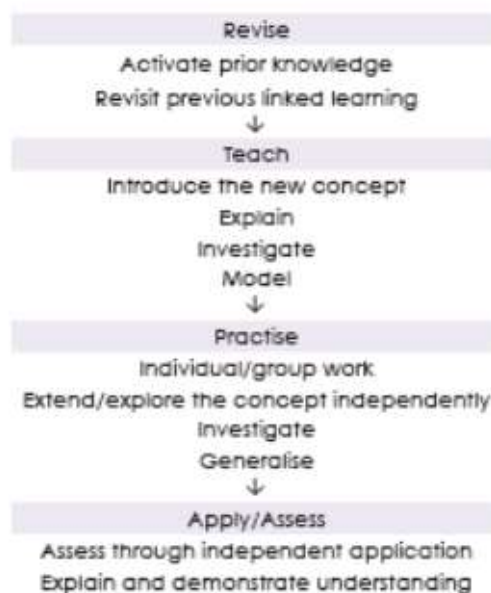 Revise
Activate prior knowledge
Revisit previous linked learning
↓
Teach
Introduce the new concept
Explain
Investigate
Model
↓
Practise
Individual/group work
Extend/explore the concept independently
Investigate
Generalise
↓
Apply/Assess
Assess through independent application
Explain and demonstrate understanding